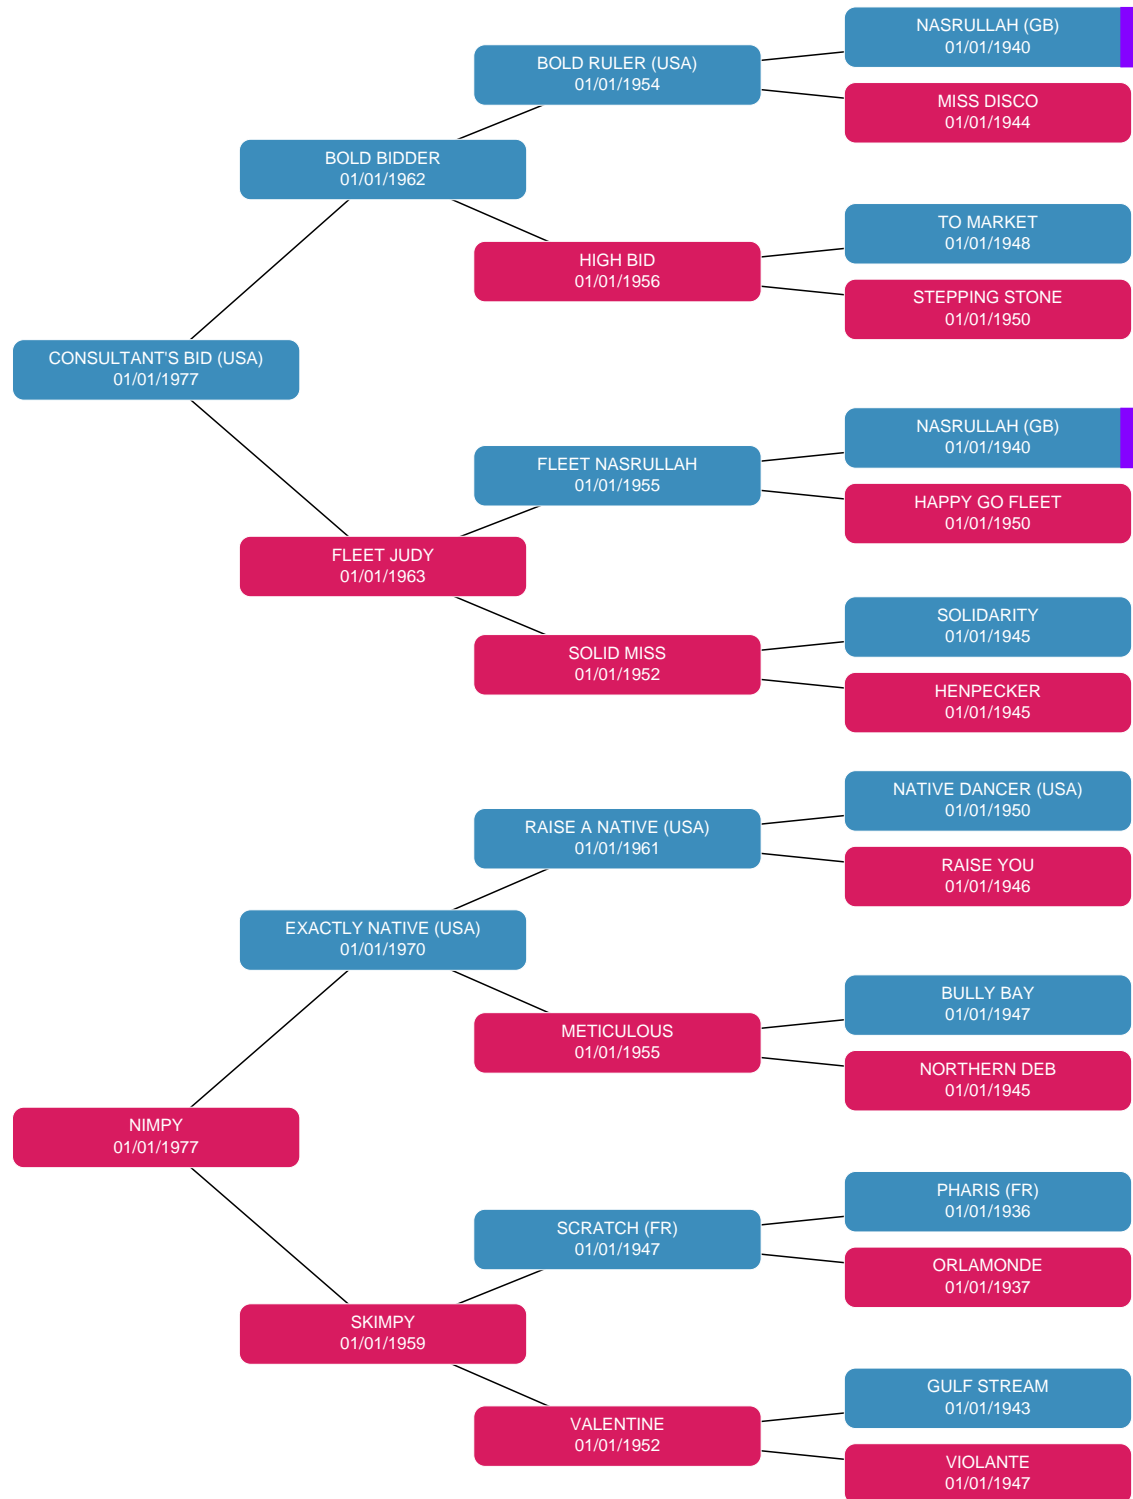 NASRULLAH (GB)
01/01/1940
BOLD RULER (USA)
01/01/1954
MISS DISCO
01/01/1944
BOLD BIDDER
01/01/1962
TO MARKET
01/01/1948
HIGH BID
01/01/1956
STEPPING STONE
01/01/1950
CONSULTANT'S BID (USA)
01/01/1977
NASRULLAH (GB)
01/01/1940
FLEET NASRULLAH
01/01/1955
HAPPY GO FLEET
01/01/1950
FLEET JUDY
01/01/1963
SOLIDARITY
01/01/1945
SOLID MISS
01/01/1952
HENPECKER
01/01/1945
NATIVE DANCER (USA)
01/01/1950
RAISE A NATIVE (USA)
01/01/1961
RAISE YOU
01/01/1946
EXACTLY NATIVE (USA)
01/01/1970
BULLY BAY
01/01/1947
METICULOUS
01/01/1955
NORTHERN DEB
01/01/1945
NIMPY
01/01/1977
PHARIS (FR)
01/01/1936
SCRATCH (FR)
01/01/1947
ORLAMONDE
01/01/1937
SKIMPY
01/01/1959
GULF STREAM
01/01/1943
VALENTINE
01/01/1952
VIOLANTE
01/01/1947